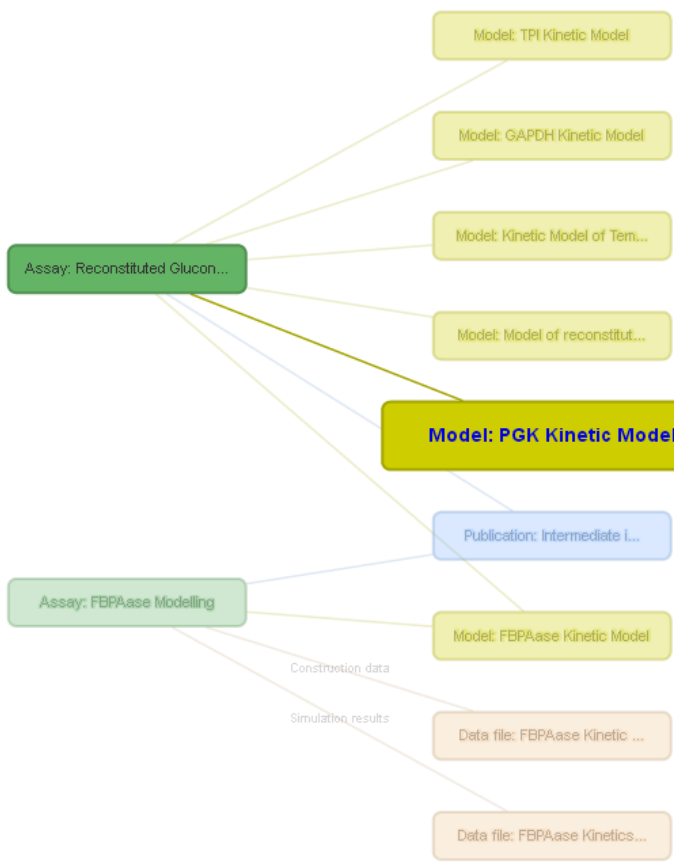 Model: TPI Kinetic Model
Model: GAPDH Kinetic Model
Model: Kinetic Model of Tem...
Assay: Reconstituted Glucon...
Model: Model of reconstitut...
Model: PGK Kinetic Model
Publication: Intermediate i...
Assay: FBPAase Modelling
Model: FBPAase Kinetic Model
Construction data
Simulation results
Data file: FBPAase Kinetic ...
Data file: FBPAase Kinetics...